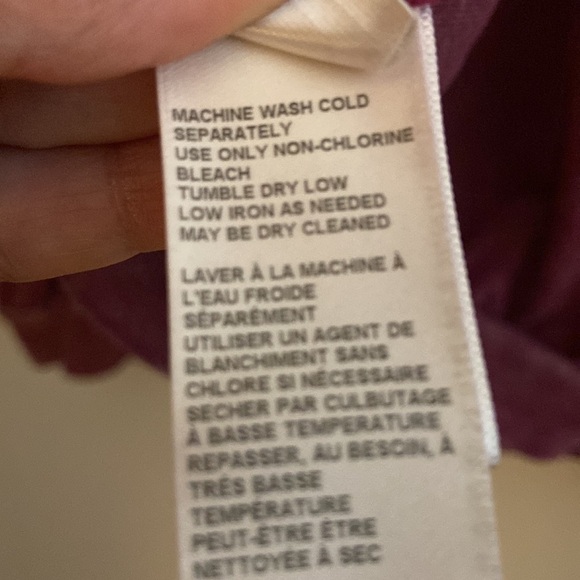 MACHINE WASH COLD
SEPARATELY
USE ONLY NON-CHLORINE
BLEACH
TUMBLE DRY LOW
LOW IRON AS NEEDED
MAY BE DRY CLEANED
LAVER À LA MACHINE À
L'EAU FROIDE
SÉPARÉMENT
UTILISER UN AGENT DE
BLANCHIMENT SANS
CHLORE SI NÉCESSAIRE
SECHER PAR CULBUTAGE
À BASSE TEMPERATURE
REPASSER, AU BESOIN, À
TRÉS BASSE
TEMPÉRATURE
PEUT-ÊTRE ÊTRE
NETTOYÉE À SEC